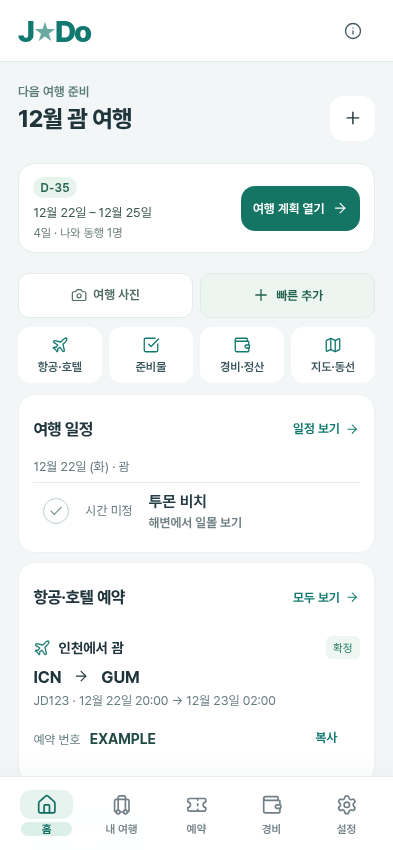 J★Do
다음 여행 준비
12월 괌 여행
D-35
12월 22일 – 12월 25일
4일 · 나와 동행 1명
여행 계획 열기
여행 사진
빠른 추가
항공·호텔
준비물
경비·정산
지도·동선
여행 일정
일정 보기
12월 22일 (화) · 괌
시간 미정
투몬 비치
해변에서 일몰 보기
항공·호텔 예약
모두 보기
인천에서 괌
확정
ICN → GUM
JD123 · 12월 22일 20:00 → 12월 23일 02:00
예약 번호 EXAMPLE
복사
홈
내 여행
예약
경비
설정